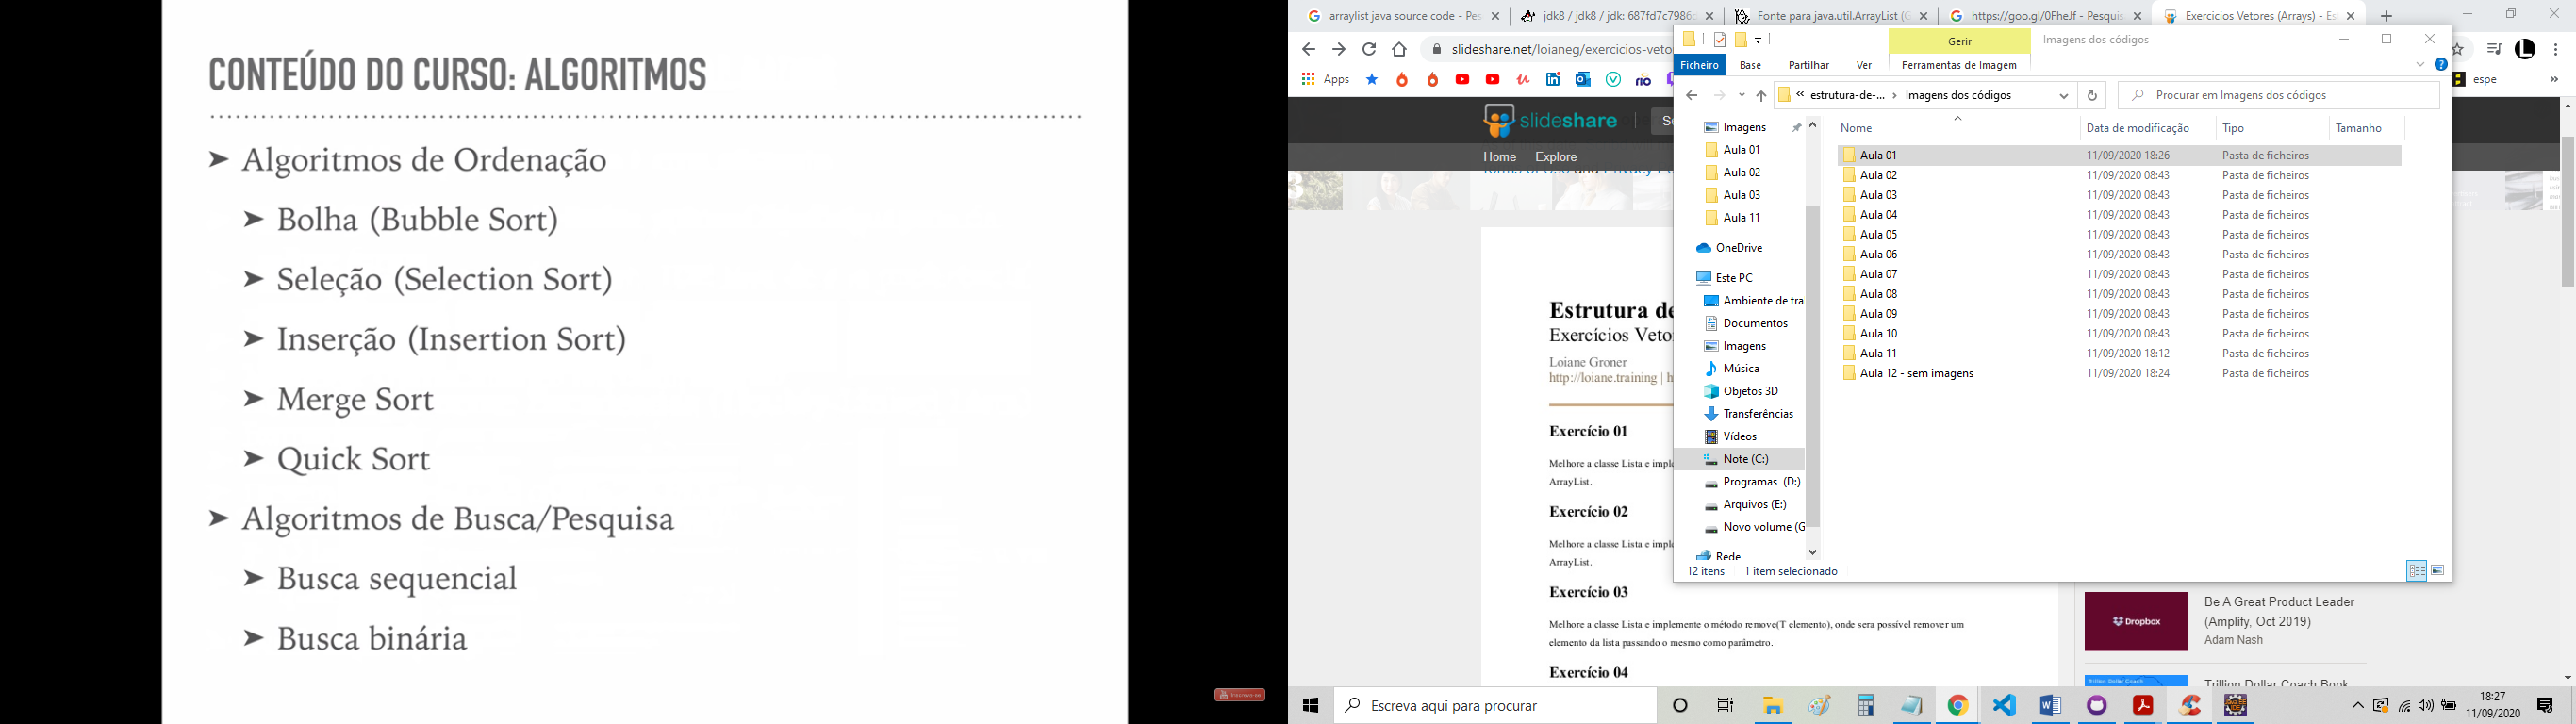 CONTEÚDO DO CURSO: ALGORITMOS
Algoritmos de Ordenação
Bolha (Bubble Sort)
Seleção (Selection Sort)
Inserção (Insertion Sort)
Merge Sort
Quick Sort
Algoritmos de Busca/Pesquisa
Busca sequencial
Busca binária
arraylist java source code - Pes
jdk8 / jdk8 / jdk: 687fd7c7986
Fonte para java.util.ArrayList (
https://goo.gl/0FheJf - Pesquis
Exercicios Vetores (Arrays) - Es
slideshare.net/loianeg/exercicios-veto
Apps
rio
espe
slideshare
Home Explore
Estrutura de
Exercícios Veto
Loiane Groner
http://loiane.training | h
Exercício 01
Melhore a classe Lista e imple
ArrayList.
Exercício 02
Melhore a classe Lista e imple
ArrayList.
Exercício 03
Melhore a classe Lista e implemente o método remove(T elemento), onde sera possível remover um
elemento da lista passando o mesmo como parâmetro.
Exercício 04
Dropbox
Be A Great Product Leader
(Amplify, Oct 2019)
Adam Nash
Trillion Dollar Coach Book
Gerir
Imagens dos códigos
Ficheiro Base Partilhar Ver Ferramentas de Imagem
« estrutura-de-... > Imagens dos códigos
Procurar em Imagens dos códigos
Imagens
Aula 01
Aula 02
Aula 03
Aula 11
OneDrive
Este PC
Ambiente de tra
Documentos
Imagens
Música
Objetos 3D
Transferências
Vídeos
Note (C:)
Programas (D:)
Arquivos (E:)
Novo volume (G
Rede
Nome Data de modificação Tipo Tamanho
Aula 01 11/09/2020 18:26 Pasta de ficheiros
Aula 02 11/09/2020 08:43 Pasta de ficheiros
Aula 03 11/09/2020 08:43 Pasta de ficheiros
Aula 04 11/09/2020 08:43 Pasta de ficheiros
Aula 05 11/09/2020 08:43 Pasta de ficheiros
Aula 06 11/09/2020 08:43 Pasta de ficheiros
Aula 07 11/09/2020 08:43 Pasta de ficheiros
Aula 08 11/09/2020 08:43 Pasta de ficheiros
Aula 09 11/09/2020 08:43 Pasta de ficheiros
Aula 10 11/09/2020 08:43 Pasta de ficheiros
Aula 11 11/09/2020 18:12 Pasta de ficheiros
Aula 12 - sem imagens 11/09/2020 18:24 Pasta de ficheiros
12 itens 1 item selecionado
Escreva aqui para procurar
18:27
11/09/2020